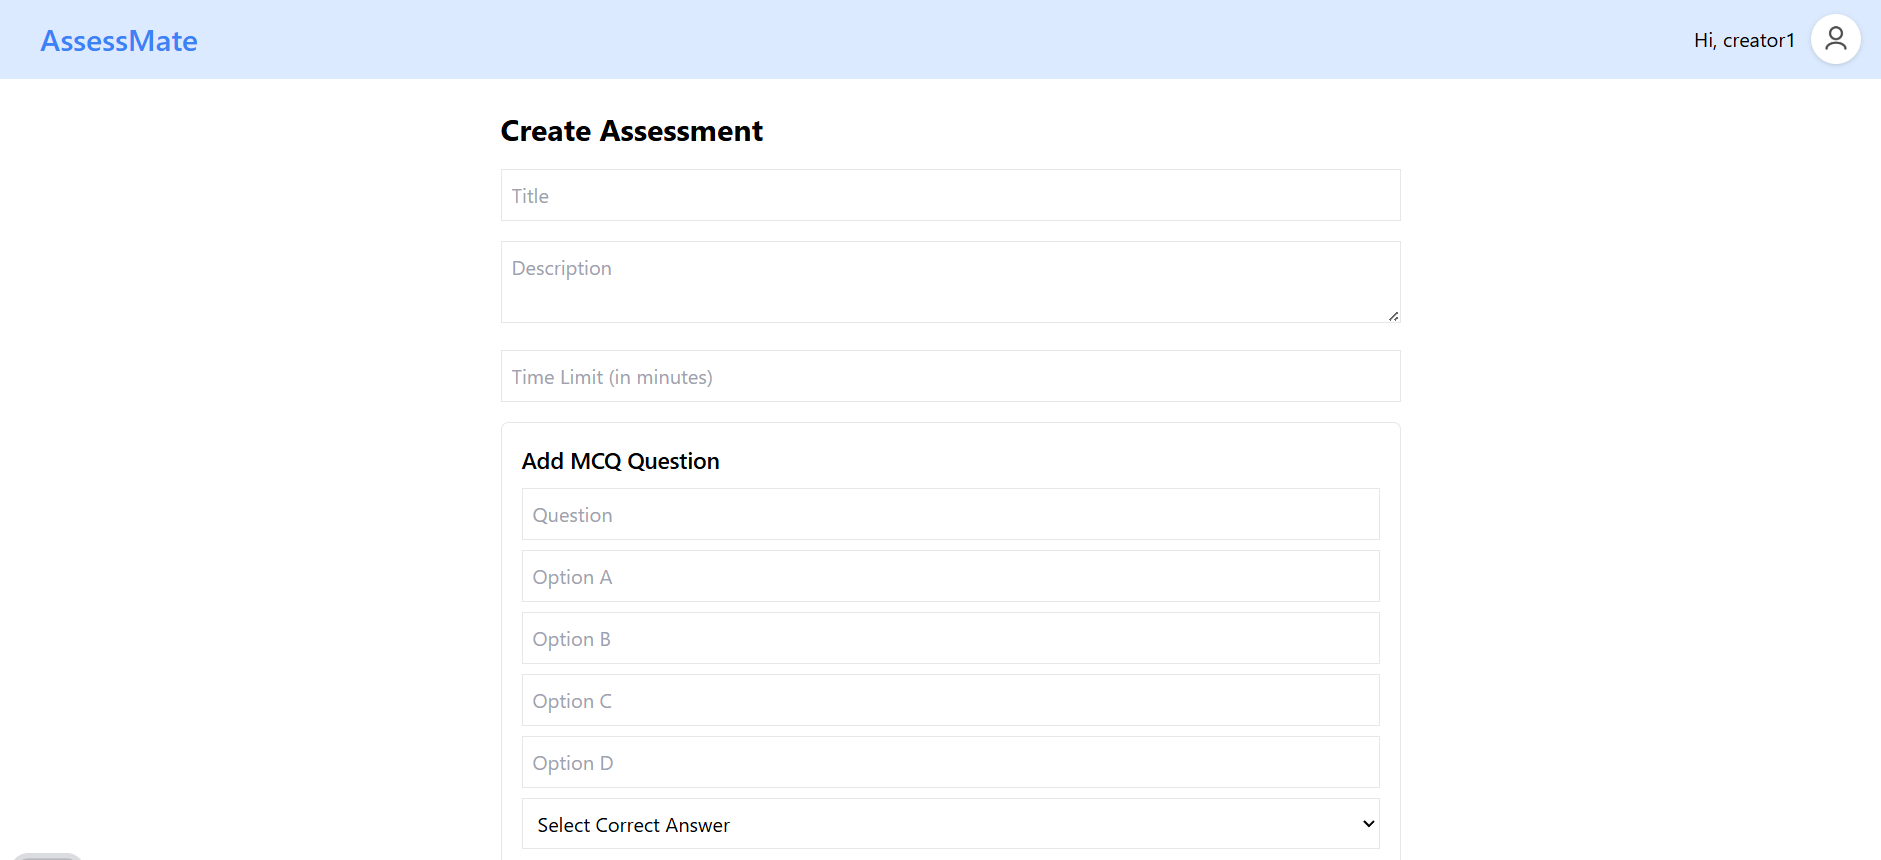 AssessMate
Hi, creator1
Create Assessment
Title
Description
Time Limit (in minutes)
Add MCQ Question
Question
Option A
Option B
Option C
Option D
Select Correct Answer